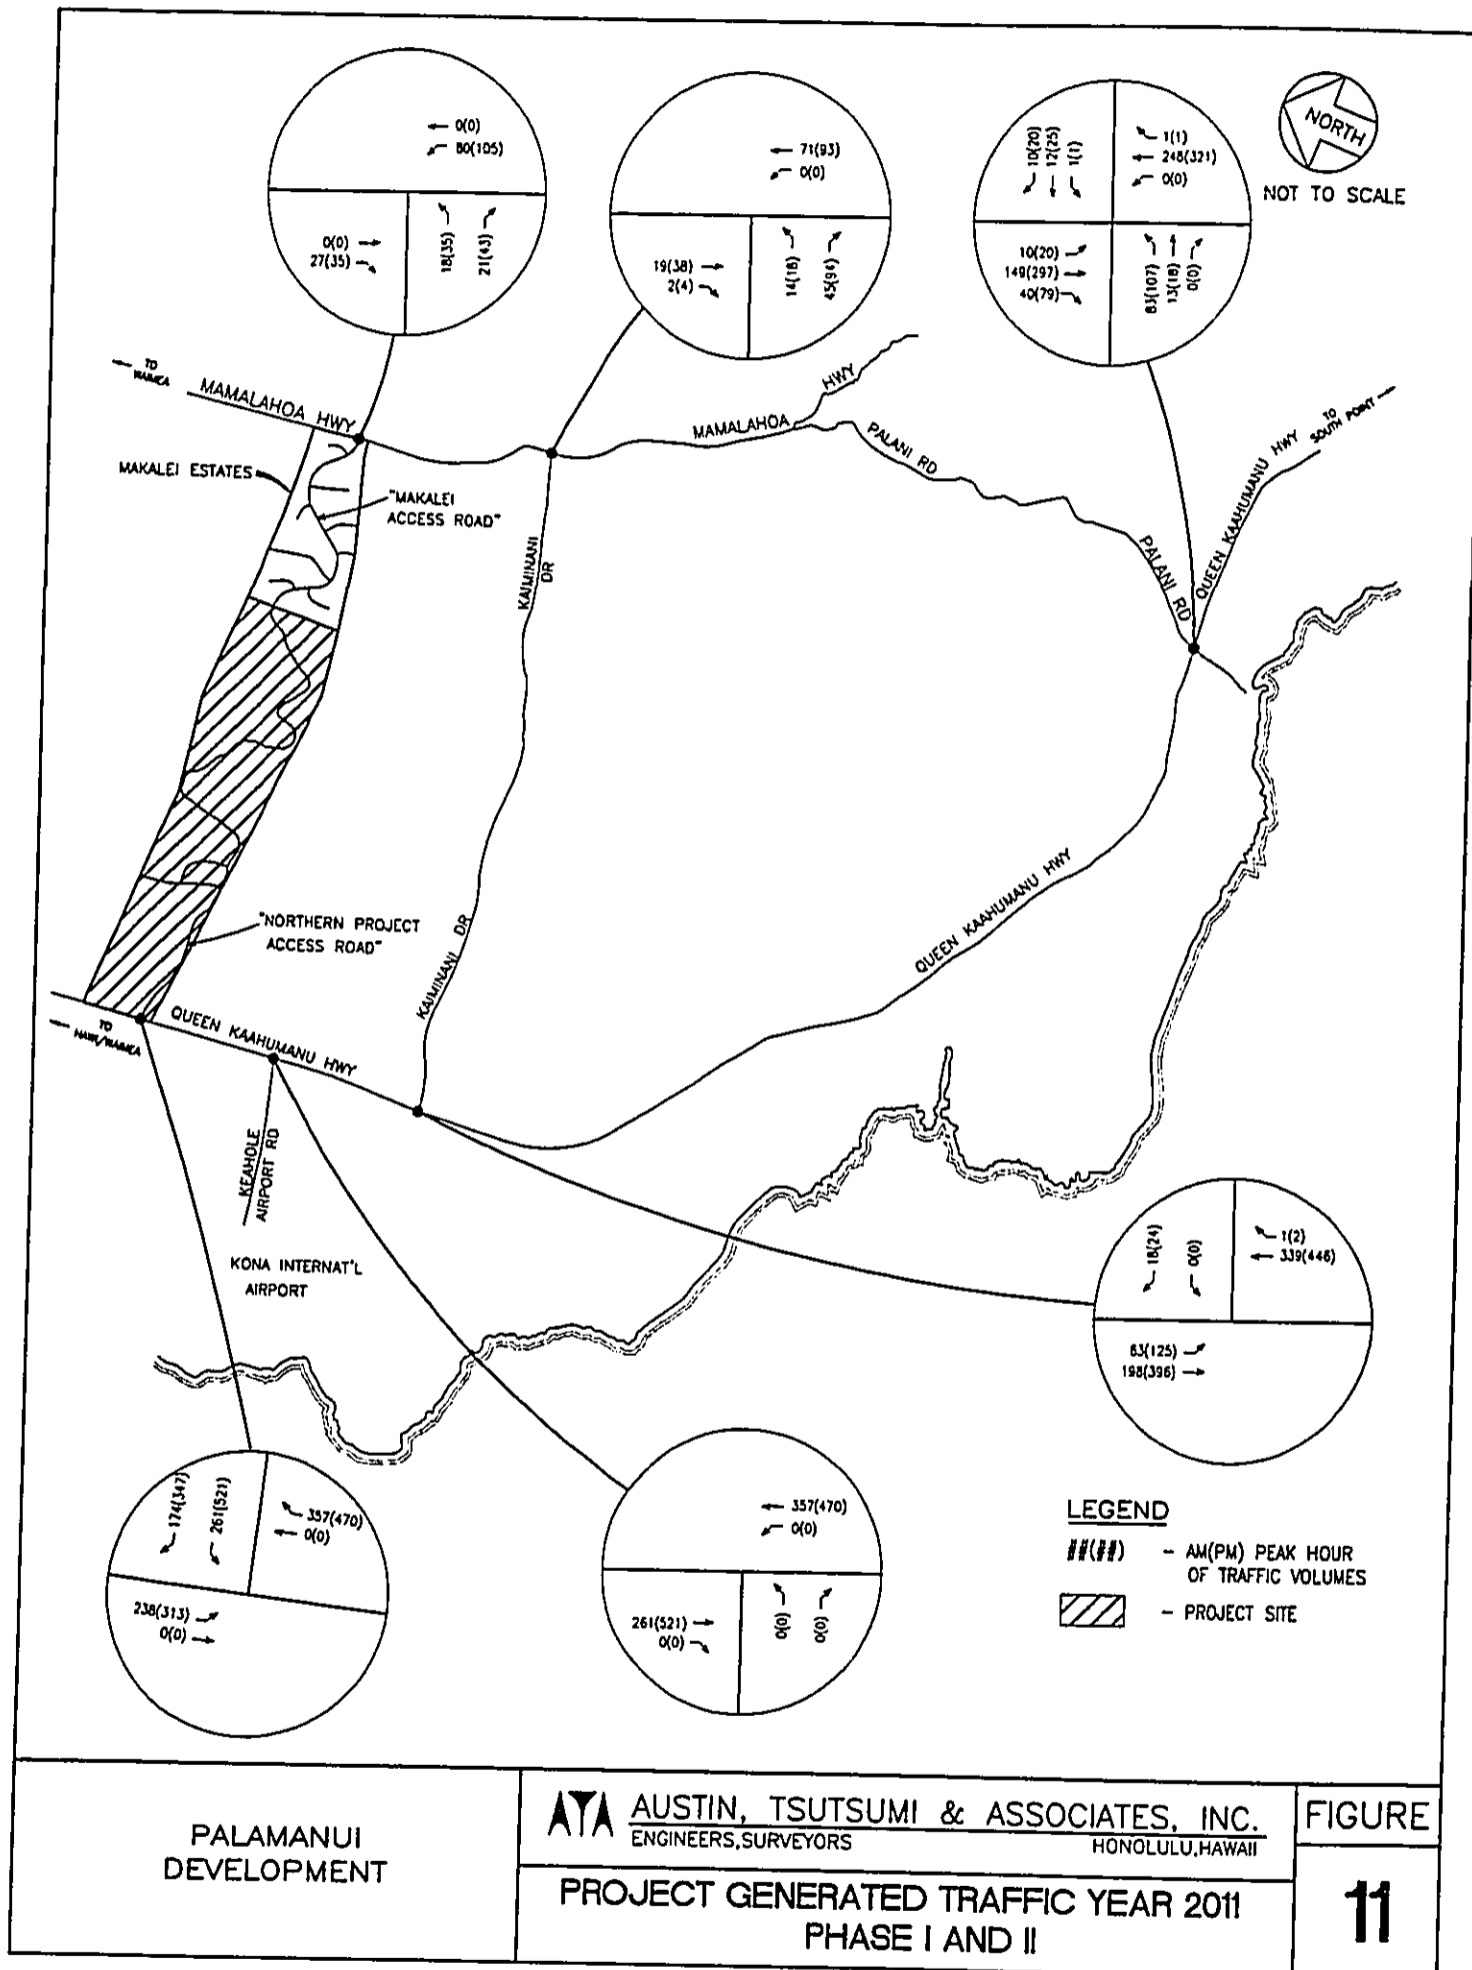 0(0)
80(105)
0(0)
27(35)
18(35)
21(43)
71(93)
0(0)
19(38)
2(4)
14(18)
45(94)
10(20)
12(25)
1(1)
1(1)
248(321)
0(0)
10(20)
149(297)
40(79)
83(107)
13(18)
0(0)
NORTH
NOT TO SCALE
TO
WAIMEA
MAMALAHOA HWY
MAKALEI ESTATES
"MAKALEI
ACCESS ROAD"
KAIMINANI
DR
MAMALAHOA
HWY
PALANI RD
PALANI RD
QUEEN KAAHUMANU HWY
TO
SOUTH POINT
"NORTHERN PROJECT
ACCESS ROAD"
KAIMINANI DR
QUEEN KAAHUMANU HWY
TO
HAWI/WAIMEA
QUEEN KAAHUMANU HWY
KEAHOLE
AIRPORT RD
KONA INTERNAT'L
AIRPORT
18(24)
0(0)
1(2)
339(446)
63(125)
198(396)
174(347)
261(521)
357(470)
0(0)
238(313)
0(0)
357(470)
0(0)
261(521)
0(0)
0(0)
0(0)
LEGEND
##(##) - AM(PM) PEAK HOUR
OF TRAFFIC VOLUMES
- PROJECT SITE
PALAMANUI
DEVELOPMENT
ATA AUSTIN, TSUTSUMI & ASSOCIATES, INC.
ENGINEERS,SURVEYORS HONOLULU,HAWAII
PROJECT GENERATED TRAFFIC YEAR 2011
PHASE I AND II
FIGURE
11